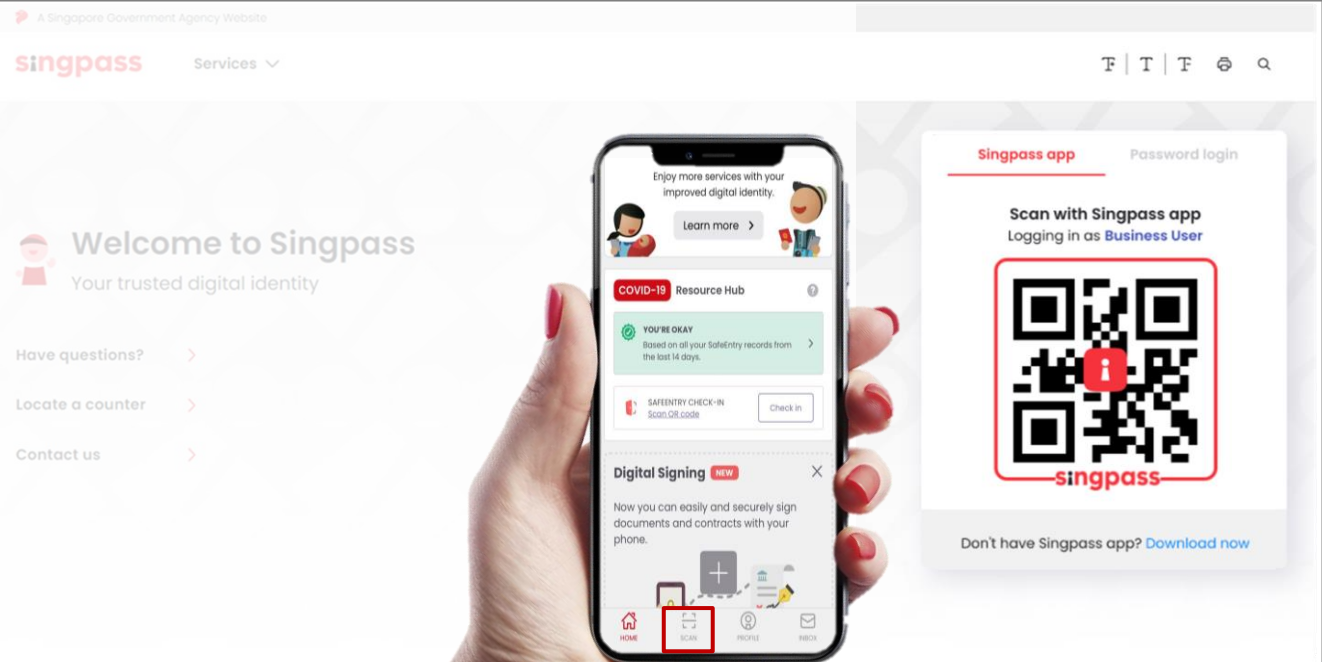 A Singapore Government Agency Website
singpass
Services
Welcome to Singpass
Your trusted digital identity
Have questions?
Locate a counter
Contact us
Enjoy more services with your
improved digital identity.
Learn more
COVID-19 Resource Hub
YOU'RE OKAY
Based on all your SafeEntry records from
the last 14 days.
SAFEENTRY CHECK-IN
Scan QR code
Check in
Digital Signing NEW
Now you can easily and securely sign
documents and contracts with your
phone.
HOME
SCAN
PROFILE
INBOX
T T T
Singpass app
Password login
Scan with Singpass app
Logging in as Business User
singpass
Don't have Singpass app? Download now